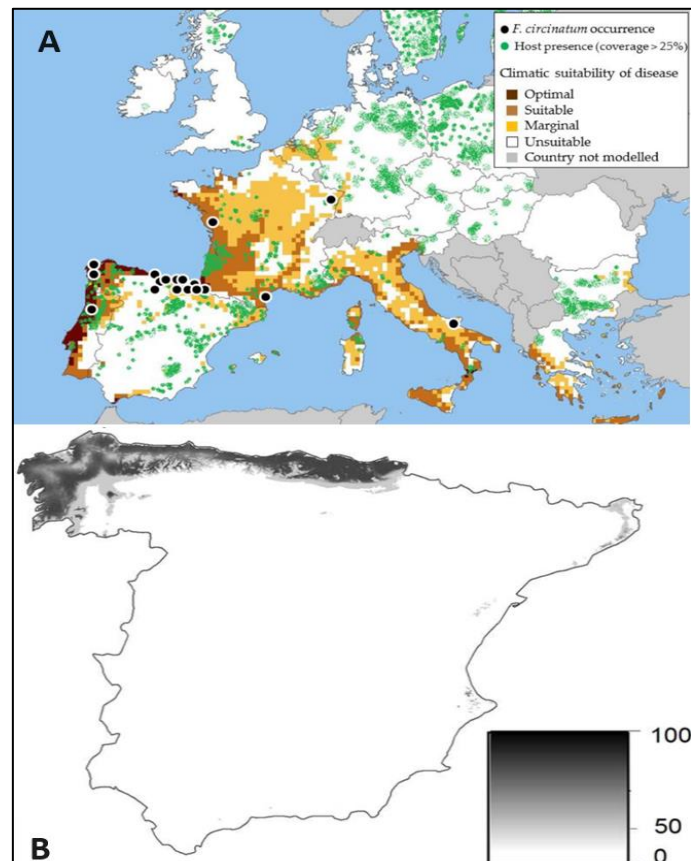 A
F. circinatum occurrence
Host presence (coverage > 25%)
Climatic suitability of disease
Optimal
Suitable
Marginal
Unsuitable
Country not modelled
100
50
0
B